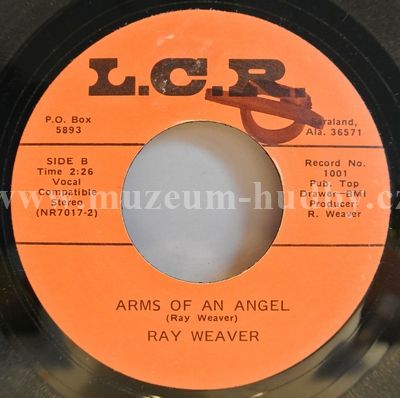 L.C.R.
P.O. Box
5893
Saraland,
Ala. 36571
SIDE B
Time 2:26
Vocal
Compatible
Stereo
(NR7017-2)
Record No.
1001
Pub. Top
Drawer-BMI
Producer:
R. Weaver
www.muzeum-hudby.cz
ARMS OF AN ANGEL
(Ray Weaver)
RAY WEAVER